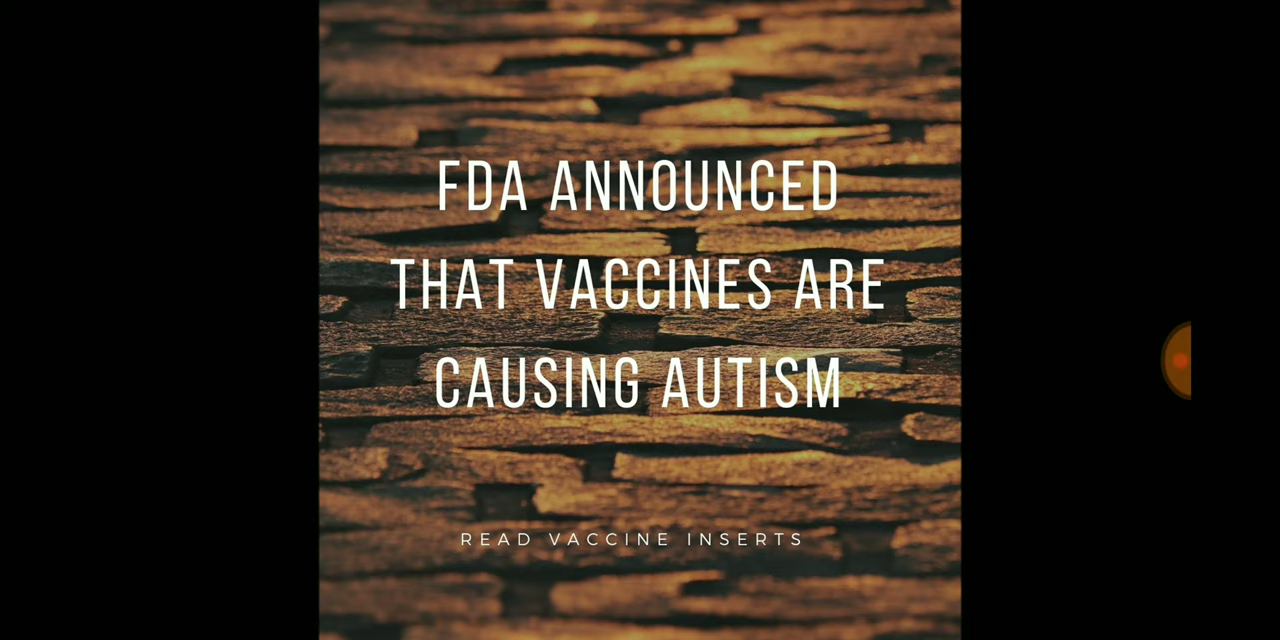 FDA ANNOUNCED
THAT VACCINES ARE
CAUSING AUTISM
READ VACCINE INSERTS